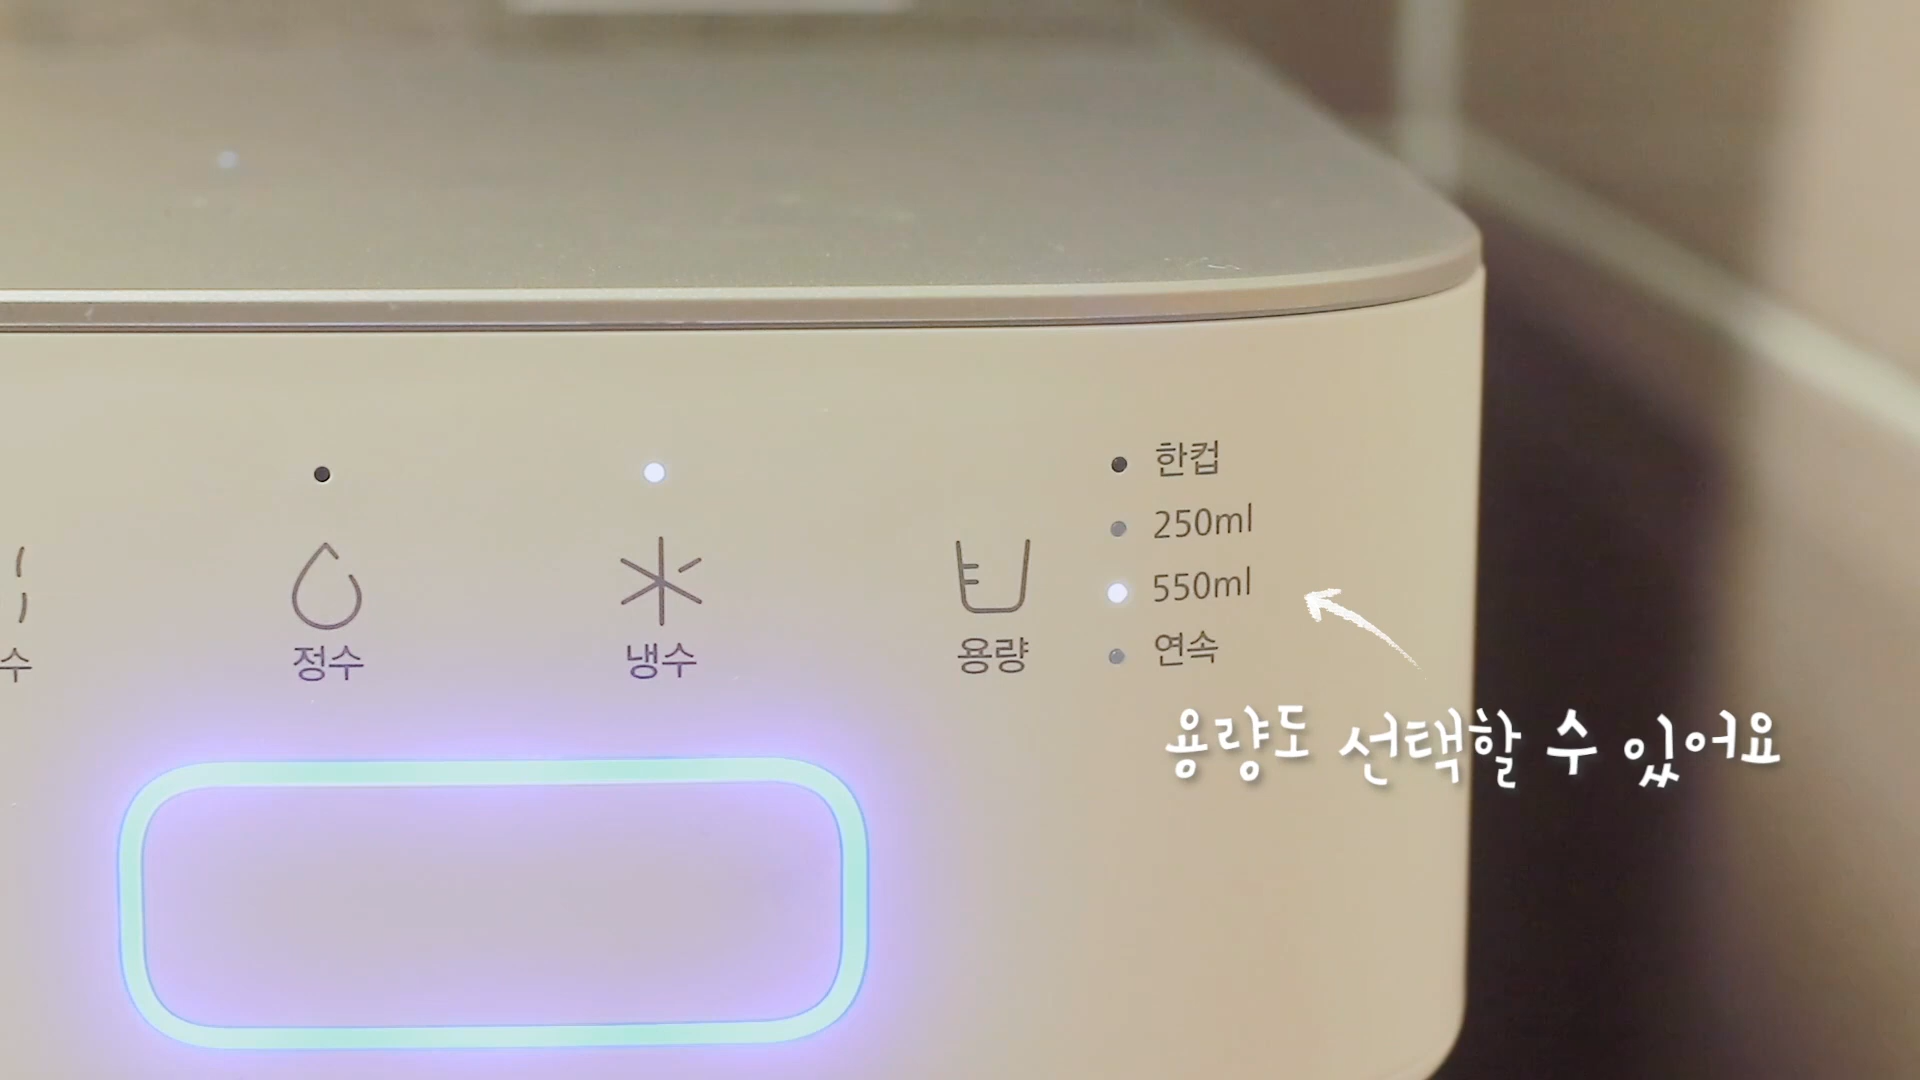 한컵
250ml
550ml
연속
수
정수
냉수
용량
용량도 선택할 수 있어요